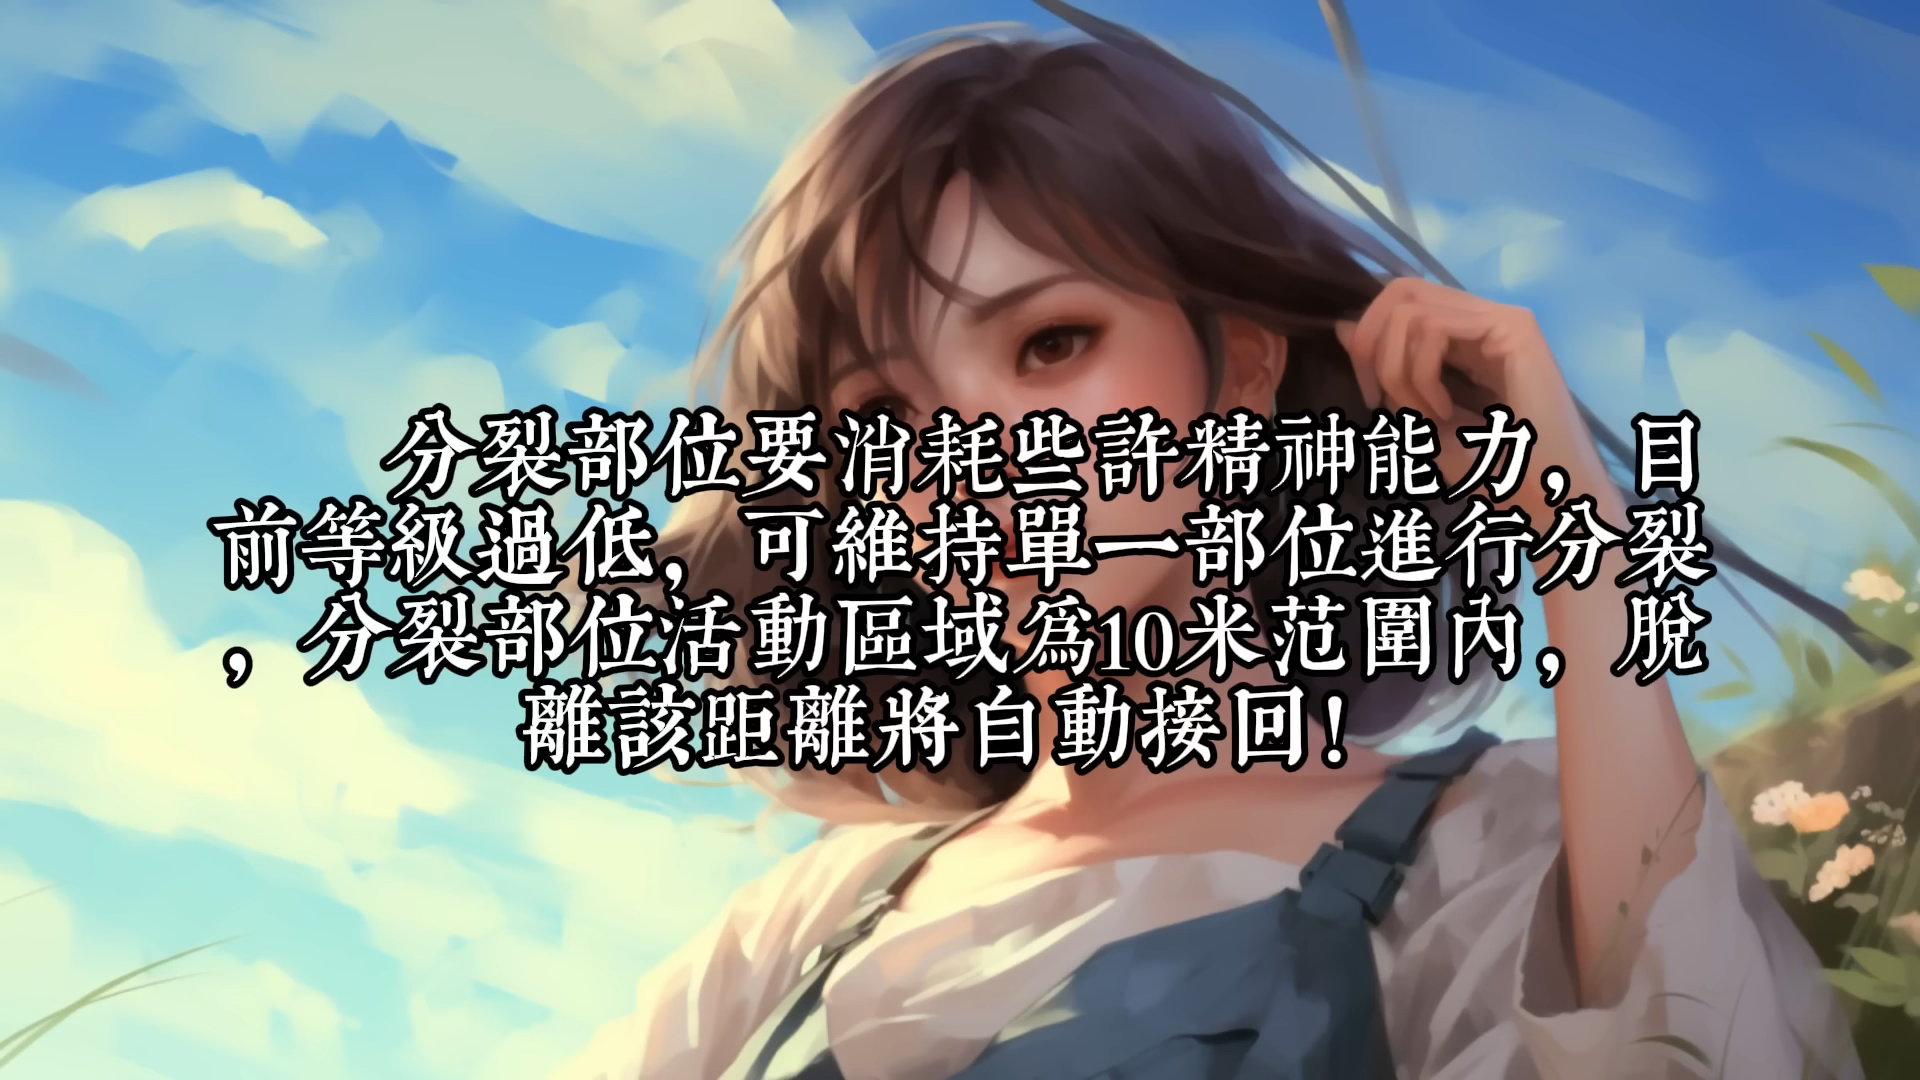 分裂部位要消耗些許精神能力，目
前等級過低，可維持單一部位進行分裂
，分裂部位活動區域為10米范圍內，脫
離該距離將自動接回！